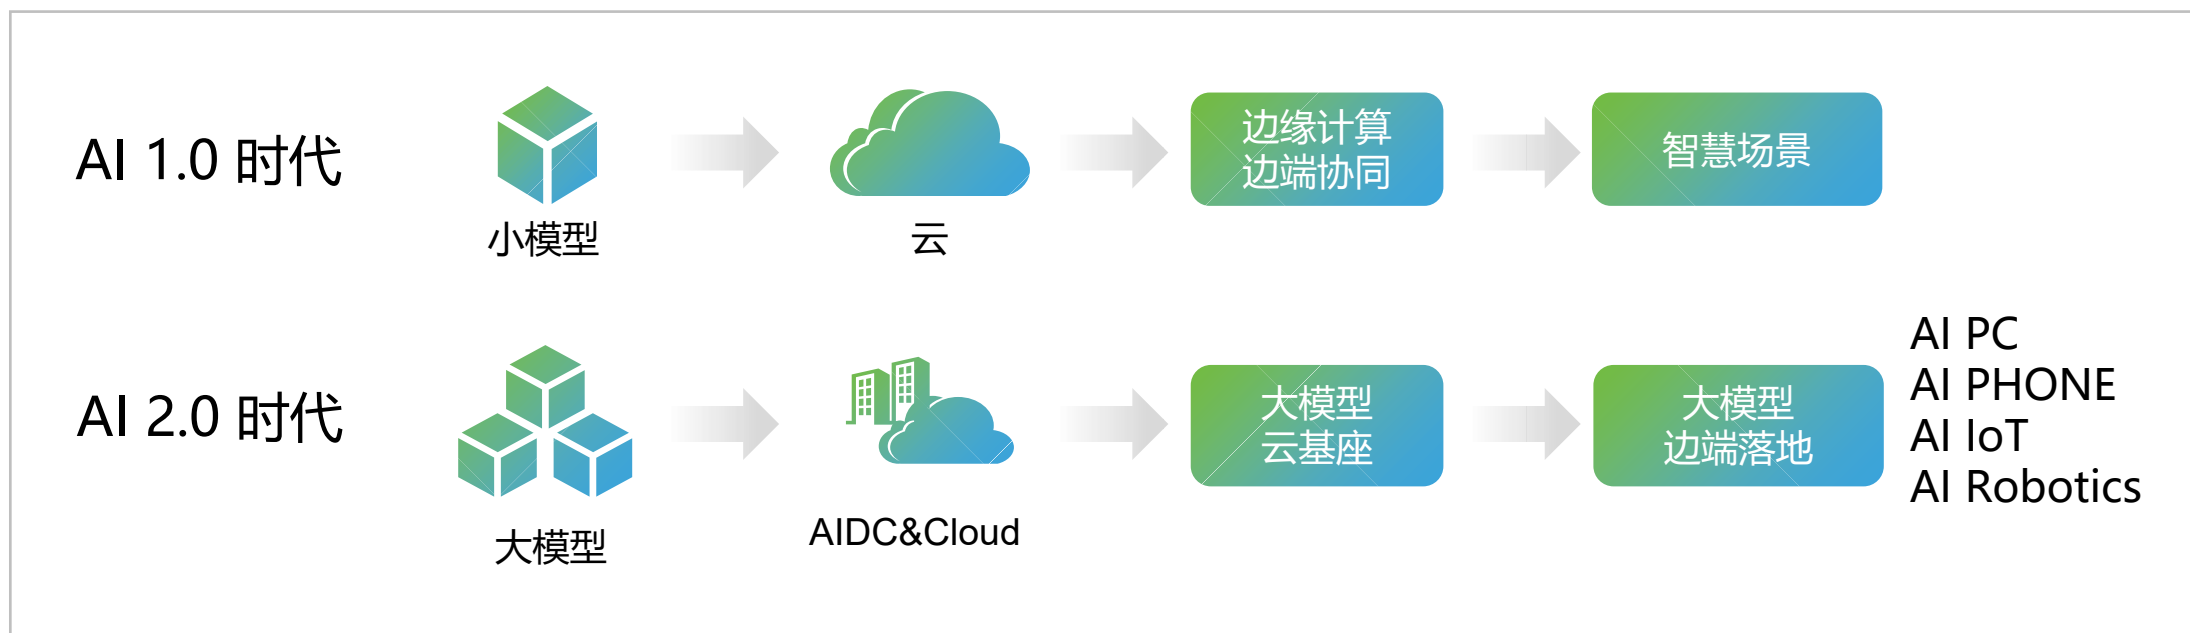 AI 1.0 时代
小模型
云
边缘计算
边端协同
智慧场景
AI 2.0 时代
大模型
AIDC&Cloud
大模型
云基座
大模型
边端落地
AI PC
AI PHONE
AI IoT
AI Robotics